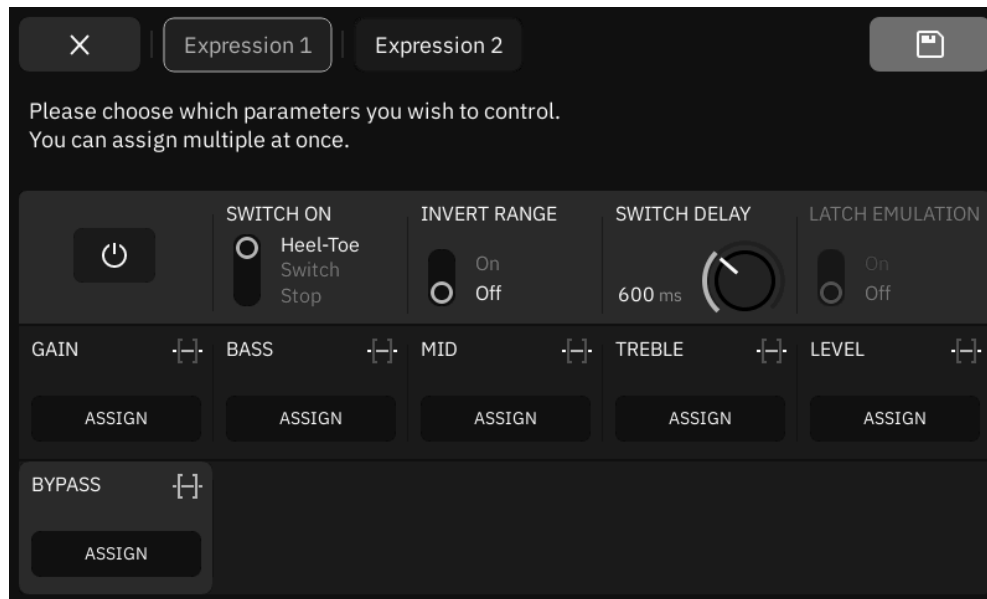 Expression 1 Expression 2
Please choose which parameters you wish to control.
You can assign multiple at once.
SWITCH ON INVERT RANGE SWITCH DELAY LATCH EMULATION
Heel-Toe
Switch
Stop
On
Off
600 ms
On
Off
GAIN BASS MID TREBLE LEVEL
ASSIGN ASSIGN ASSIGN ASSIGN ASSIGN
BYPASS
ASSIGN